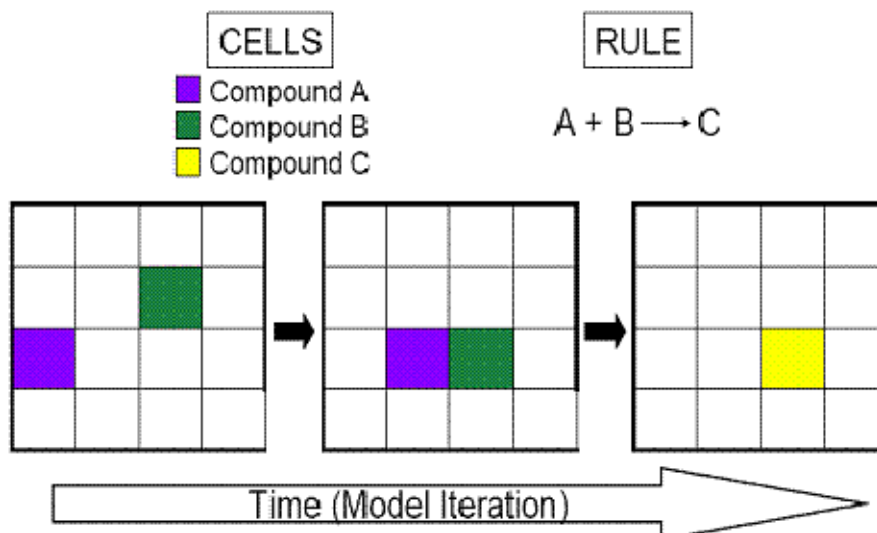 CELLS
Compound A
Compound B
Compound C
RULE
A + B → C
Time (Model Iteration)